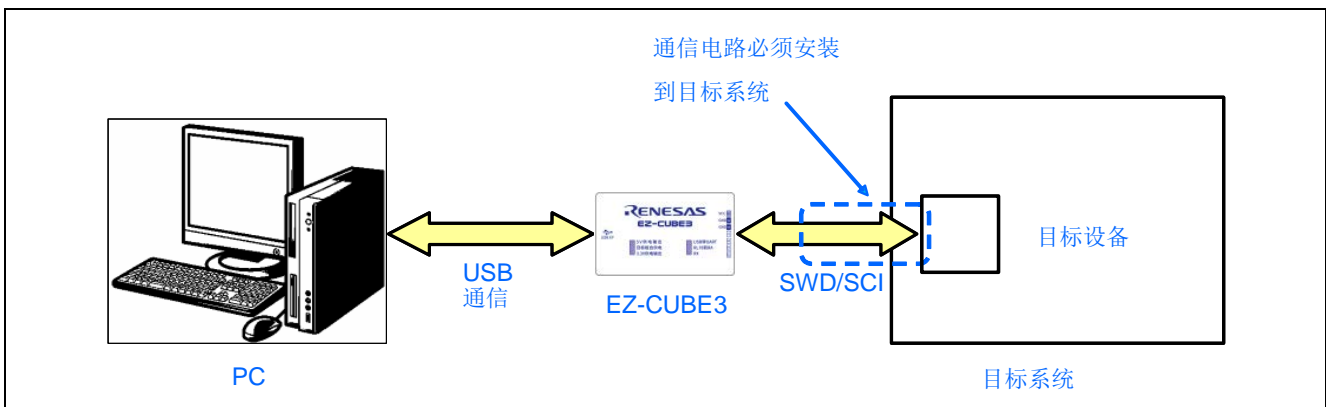 通信电路必须安装
到目标系统
RENESAS
EZ-CUBE3
目标设备
USB
通信
EZ-CUBE3
SWD/SCI
PC
目标系统